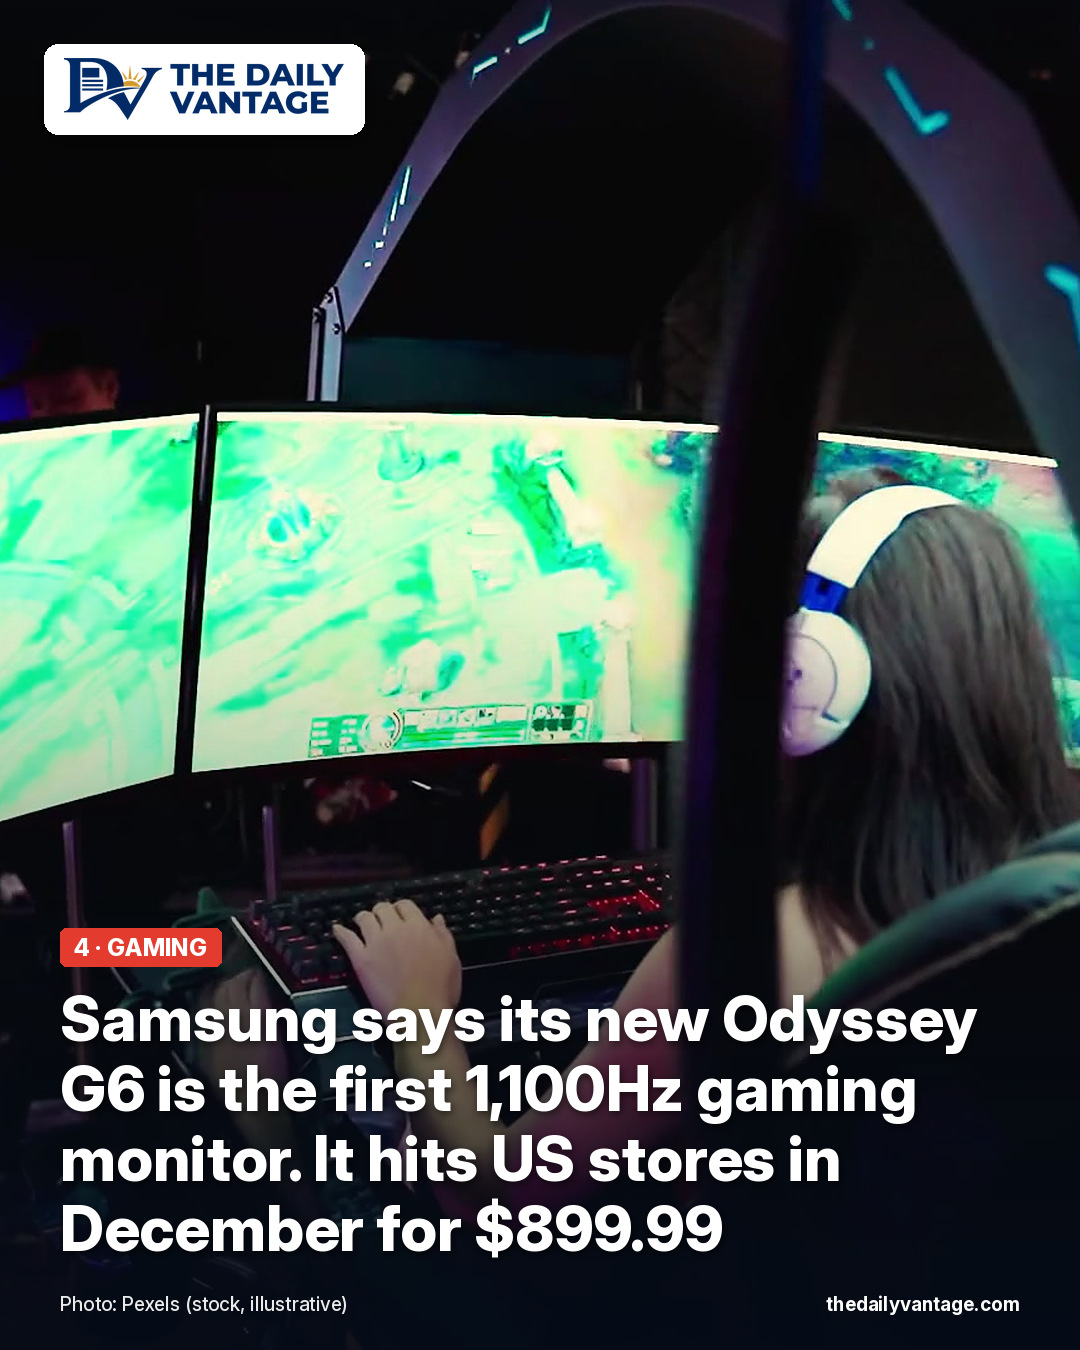 THE DAILY
VANTAGE
4 · GAMING
Samsung says its new Odyssey
G6 is the first 1,100Hz gaming
monitor. It hits US stores in
December for $899.99
Photo: Pexels (stock, illustrative)
thedailyvantage.com